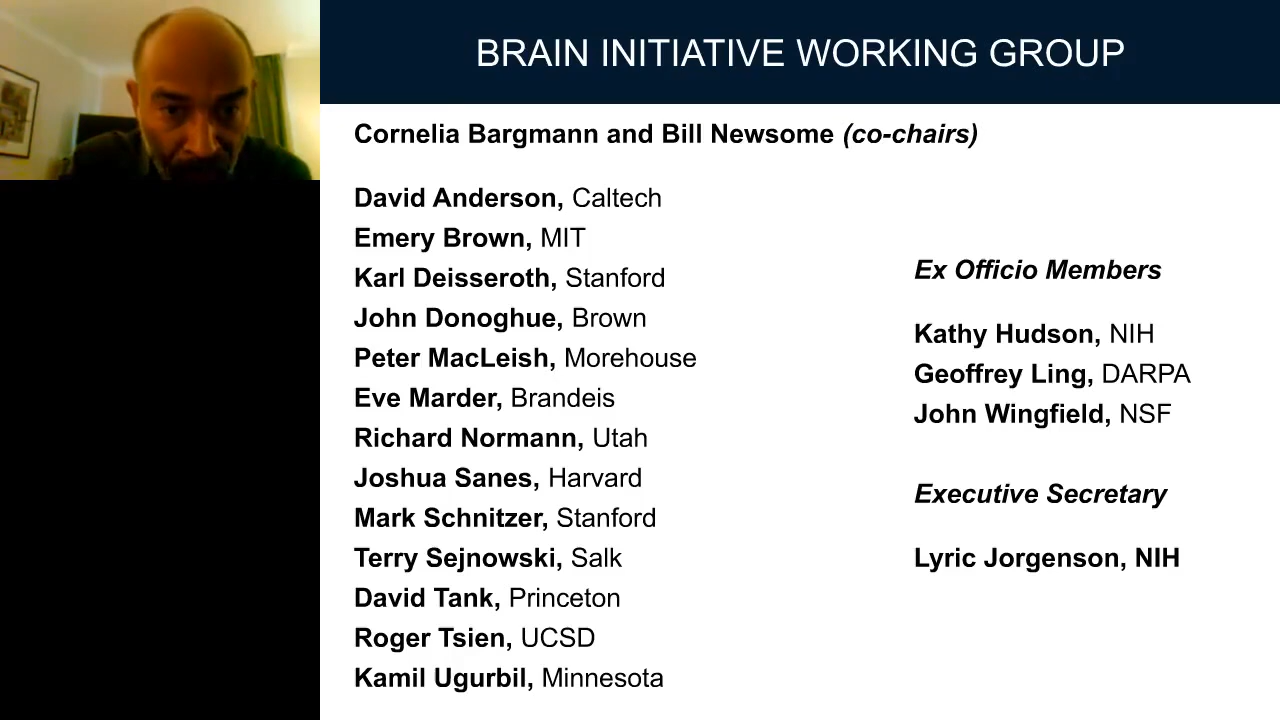 BRAIN INITIATIVE WORKING GROUP
Cornelia Bargmann and Bill Newsome (co-chairs)
David Anderson, Caltech
Emery Brown, MIT
Karl Deisseroth, Stanford
John Donoghue, Brown
Peter MacLeish, Morehouse
Eve Marder, Brandeis
Richard Normann, Utah
Joshua Sanes, Harvard
Mark Schnitzer, Stanford
Terry Sejnowski, Salk
David Tank, Princeton
Roger Tsien, UCSD
Kamil Ugurbil, Minnesota
Ex Officio Members
Kathy Hudson, NIH
Geoffrey Ling, DARPA
John Wingfield, NSF
Executive Secretary
Lyric Jorgenson, NIH